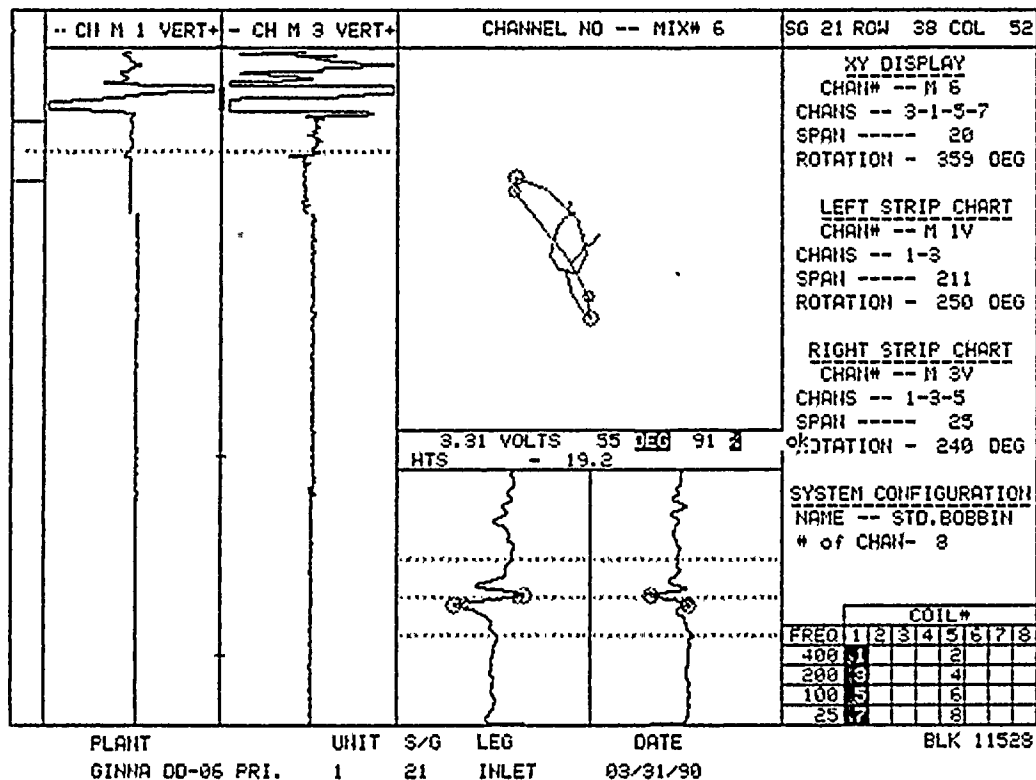 -- CH M 1 VERT+ - CH M 3 VERT+ CHANNEL NO -- MIX# 6 SG 21 ROW 38 COL 52
XY DISPLAY
CHAN# -- M 6
CHANS -- 3-1-5-7
SPAN ----- 20
ROTATION - 359 DEG
LEFT STRIP CHART
CHAN# -- M 1V
CHANS -- 1-3
SPAN ----- 211
ROTATION - 250 DEG
RIGHT STRIP CHART
CHAN# -- M 3V
CHANS -- 1-3-5
SPAN ----- 25
ROTATION - 240 DEG
3.31 VOLTS 55 DEG 91 % ok
HTS - 19.2
SYSTEM CONFIGURATION
NAME -- STD.BOBBIN
# of CHAN- 8
COIL#
FREQ 1 2 3 4 5 6 7 8
400 1 2
200 3 4
100 5 6
25 7 8
PLANT UNIT S/G LEG DATE BLK 11529
GINNA DD-06 PRI. 1 21 INLET 03/31/90